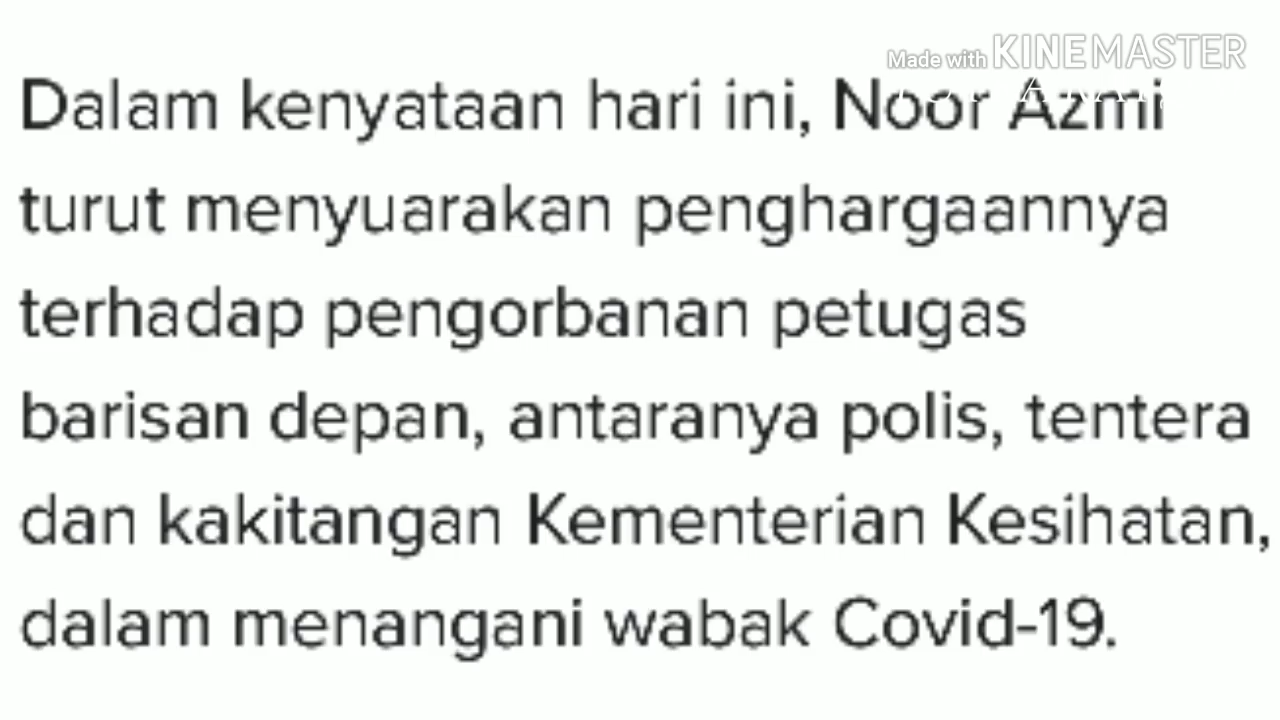 Made with KINEMASTER
Dalam kenyataan hari ini, Noor Azmi
turut menyuarakan penghargaannya
terhadap pengorbanan petugas
barisan depan, antaranya polis, tentera
dan kakitangan Kementerian Kesihatan,
dalam menangani wabak Covid-19.